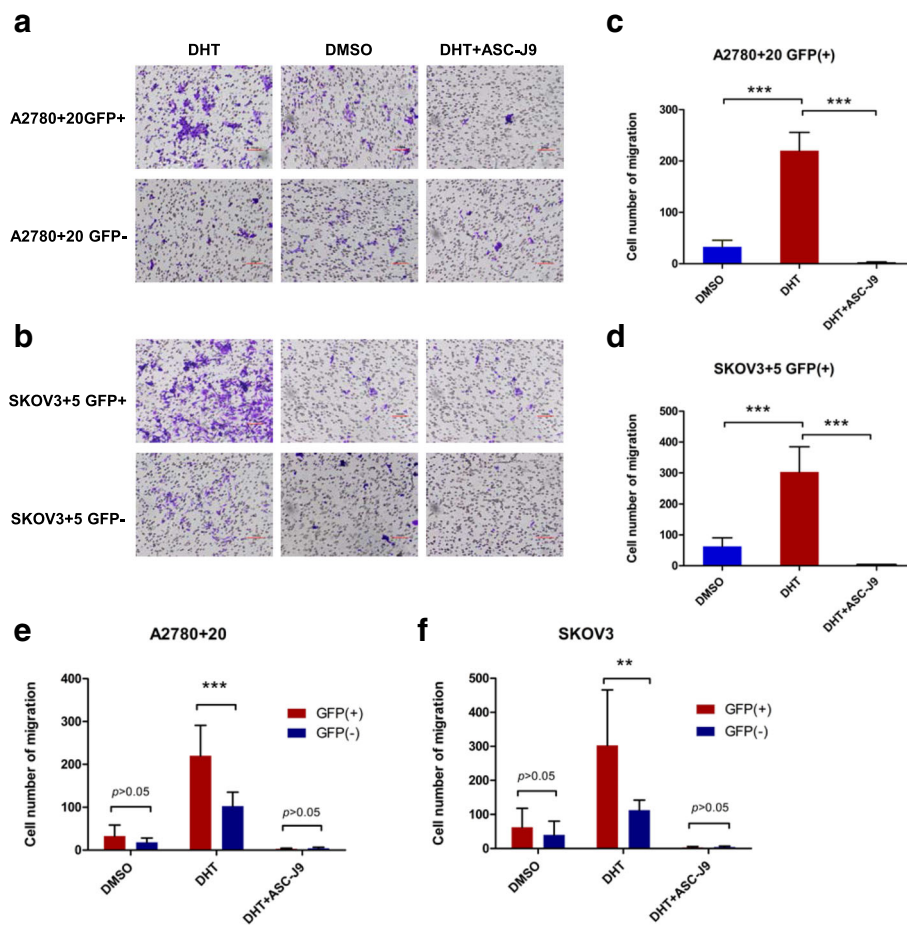 a
DHT
DMSO
DHT+ASC-J9
A2780+20GFP+
A2780+20 GFP-
b
SKOV3+5 GFP+
SKOV3+5 GFP-
c
A2780+20 GFP(+)
Cell number of migration
300
200
100
0
***
***
DMSO
DHT
DHT+ASC-J9
d
SKOV3+5 GFP(+)
Cell number of migration
500
400
300
200
100
0
***
***
DMSO
DHT
DHT+ASC-J9
e
A2780+20
Cell number of migration
400
300
200
100
0
p>0.05
***
p>0.05
GFP(+)
GFP(-)
DMSO
DHT
DHT+ASC-J9
f
SKOV3
Cell number of migration
500
400
300
200
100
0
p>0.05
**
p>0.05
GFP(+)
GFP(-)
DMSO
DHT
DHT+ASC-J9